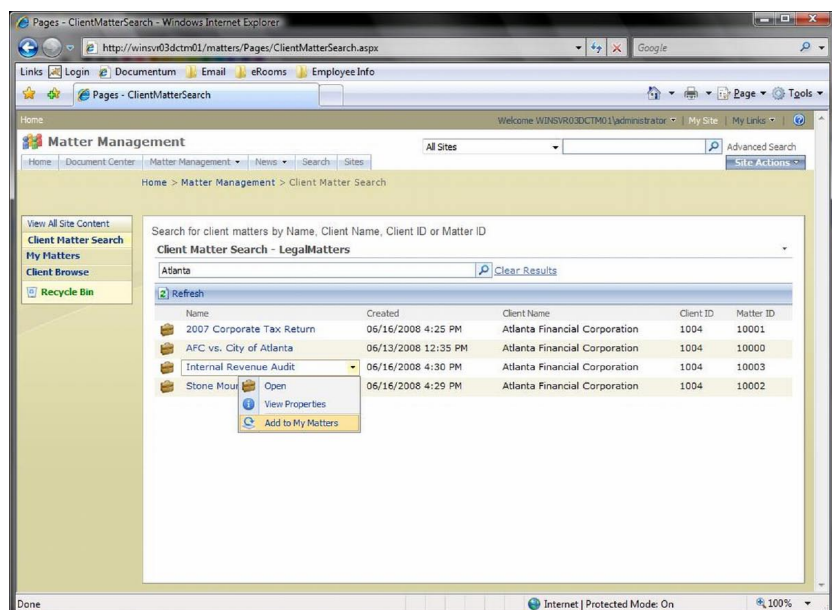 Pages - ClientMatterSearch - Windows Internet Explorer
http://winsvr03dctm01/matters/Pages/ClientMatterSearch.aspx
Google
Links Login Documentum Email eRooms Employee Info
Pages - ClientMatterSearch
Page Tools
Home
Welcome WINSVR03DCTM01\administrator | My Site | My Links
Matter Management
All Sites
Advanced Search
Home Document Center Matter Management News Search Sites
Site Actions
Home > Matter Management > Client Matter Search
View All Site Content
Client Matter Search
My Matters
Client Browse
Recycle Bin
Search for client matters by Name, Client Name, Client ID or Matter ID
Client Matter Search - LegalMatters
Atlanta
Clear Results
Refresh
Name Created Client Name Client ID Matter ID
2007 Corporate Tax Return 06/16/2008 4:25 PM Atlanta Financial Corporation 1004 10001
AFC vs. City of Atlanta 06/13/2008 12:35 PM Atlanta Financial Corporation 1004 10000
Internal Revenue Audit 06/16/2008 4:30 PM Atlanta Financial Corporation 1004 10003
Stone Mour 06/16/2008 4:29 PM Atlanta Financial Corporation 1004 10002
Open
View Properties
Add to My Matters
Done
Internet | Protected Mode: On
100%